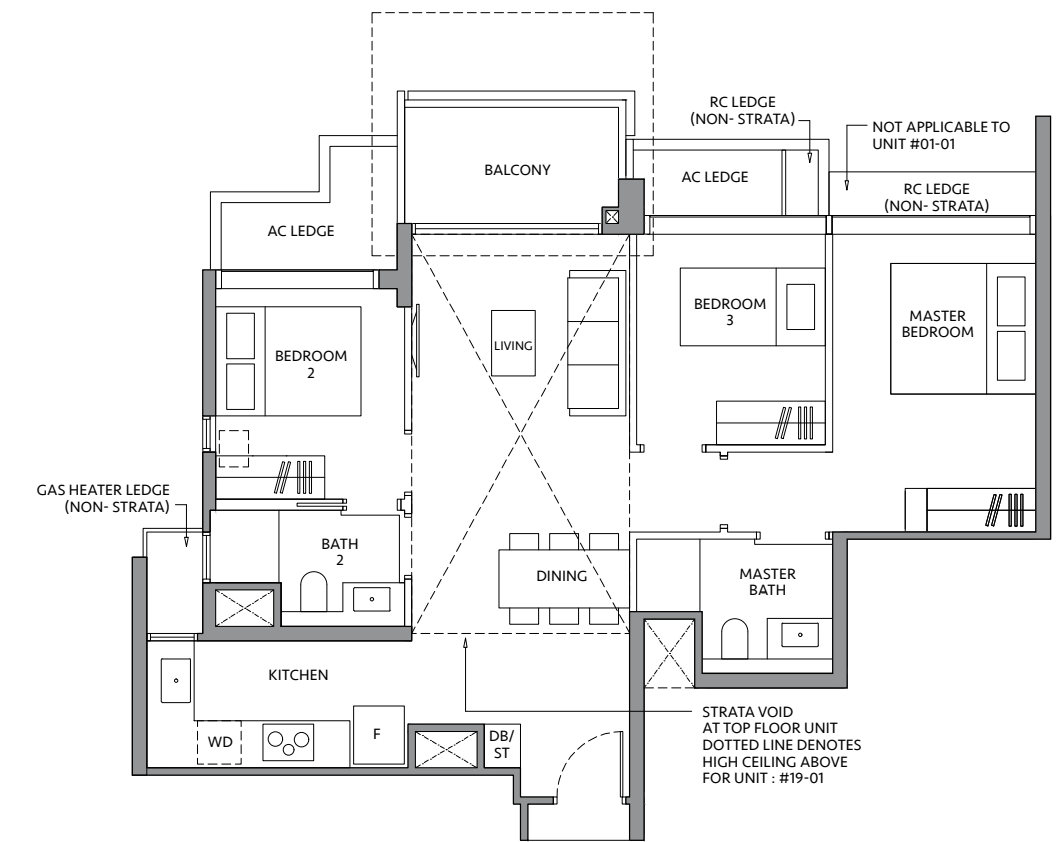 RC LEDGE
(NON- STRATA)
NOT APPLICABLE TO
UNIT #01-01
BALCONY
AC LEDGE
RC LEDGE
(NON- STRATA)
AC LEDGE
BEDROOM
3
MASTER
BEDROOM
LIVING
BEDROOM
2
GAS HEATER LEDGE
(NON- STRATA)
BATH
2
DINING
MASTER
BATH
KITCHEN
STRATA VOID
AT TOP FLOOR UNIT
DOTTED LINE DENOTES
HIGH CEILING ABOVE
FOR UNIT : #19-01
WD
F
DB/
ST